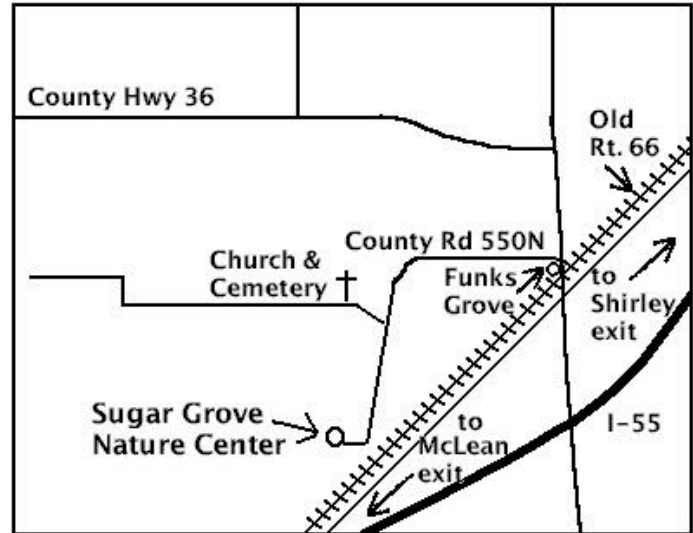 County Hwy 36
Old
Rt. 66
County Rd 550N
Church &
Cemetery
Funks
Grove
to
Shirley
exit
Sugar Grove
Nature Center
to
McLean
exit
I-55